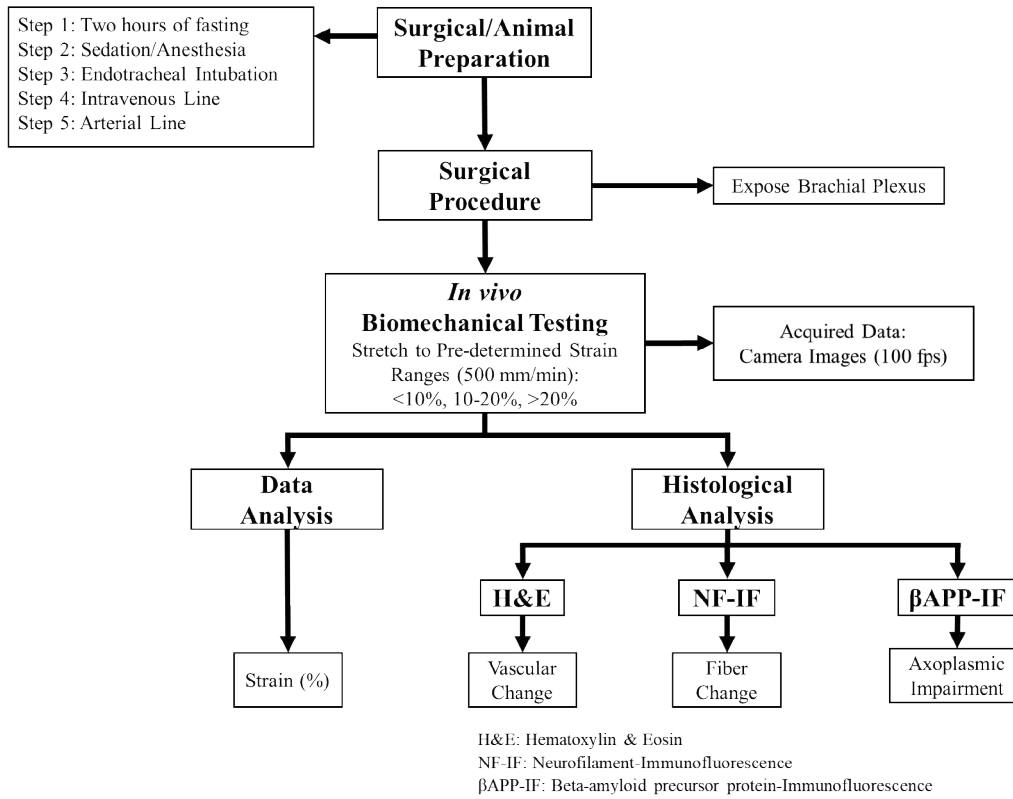 Step 1: Two hours of fasting
Step 2: Sedation/Anesthesia
Step 3: Endotracheal Intubation
Step 4: Intravenous Line
Step 5: Arterial Line
Surgical/Animal
Preparation
Surgical
Procedure
Expose Brachial Plexus
In vivo
Biomechanical Testing
Stretch to Pre-determined Strain
Ranges (500 mm/min):
<10%, 10-20%, >20%
Acquired Data:
Camera Images (100 fps)
Data
Analysis
Histological
Analysis
H&E
NF-IF
βAPP-IF
Strain (%)
Vascular
Change
Fiber
Change
Axoplasmic
Impairment
H&E: Hematoxylin & Eosin
NF-IF: Neurofilament-Immunofluorescence
βAPP-IF: Beta-amyloid precursor protein-Immunofluorescence